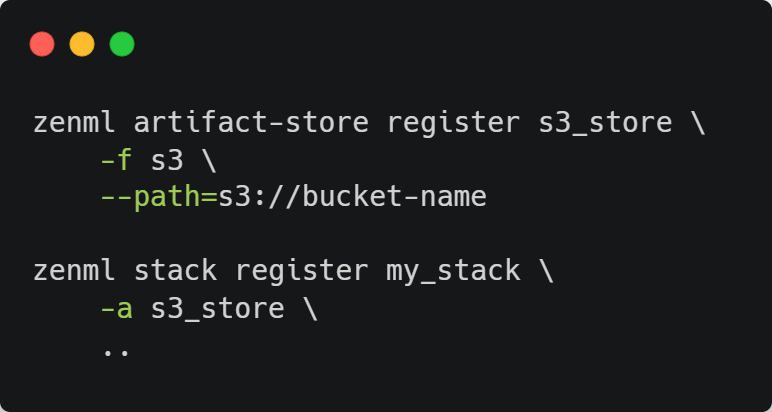 zenml artifact-store register s3_store \
    -f s3 \
    --path=s3://bucket-name

zenml stack register my_stack \
    -a s3_store \
    ..